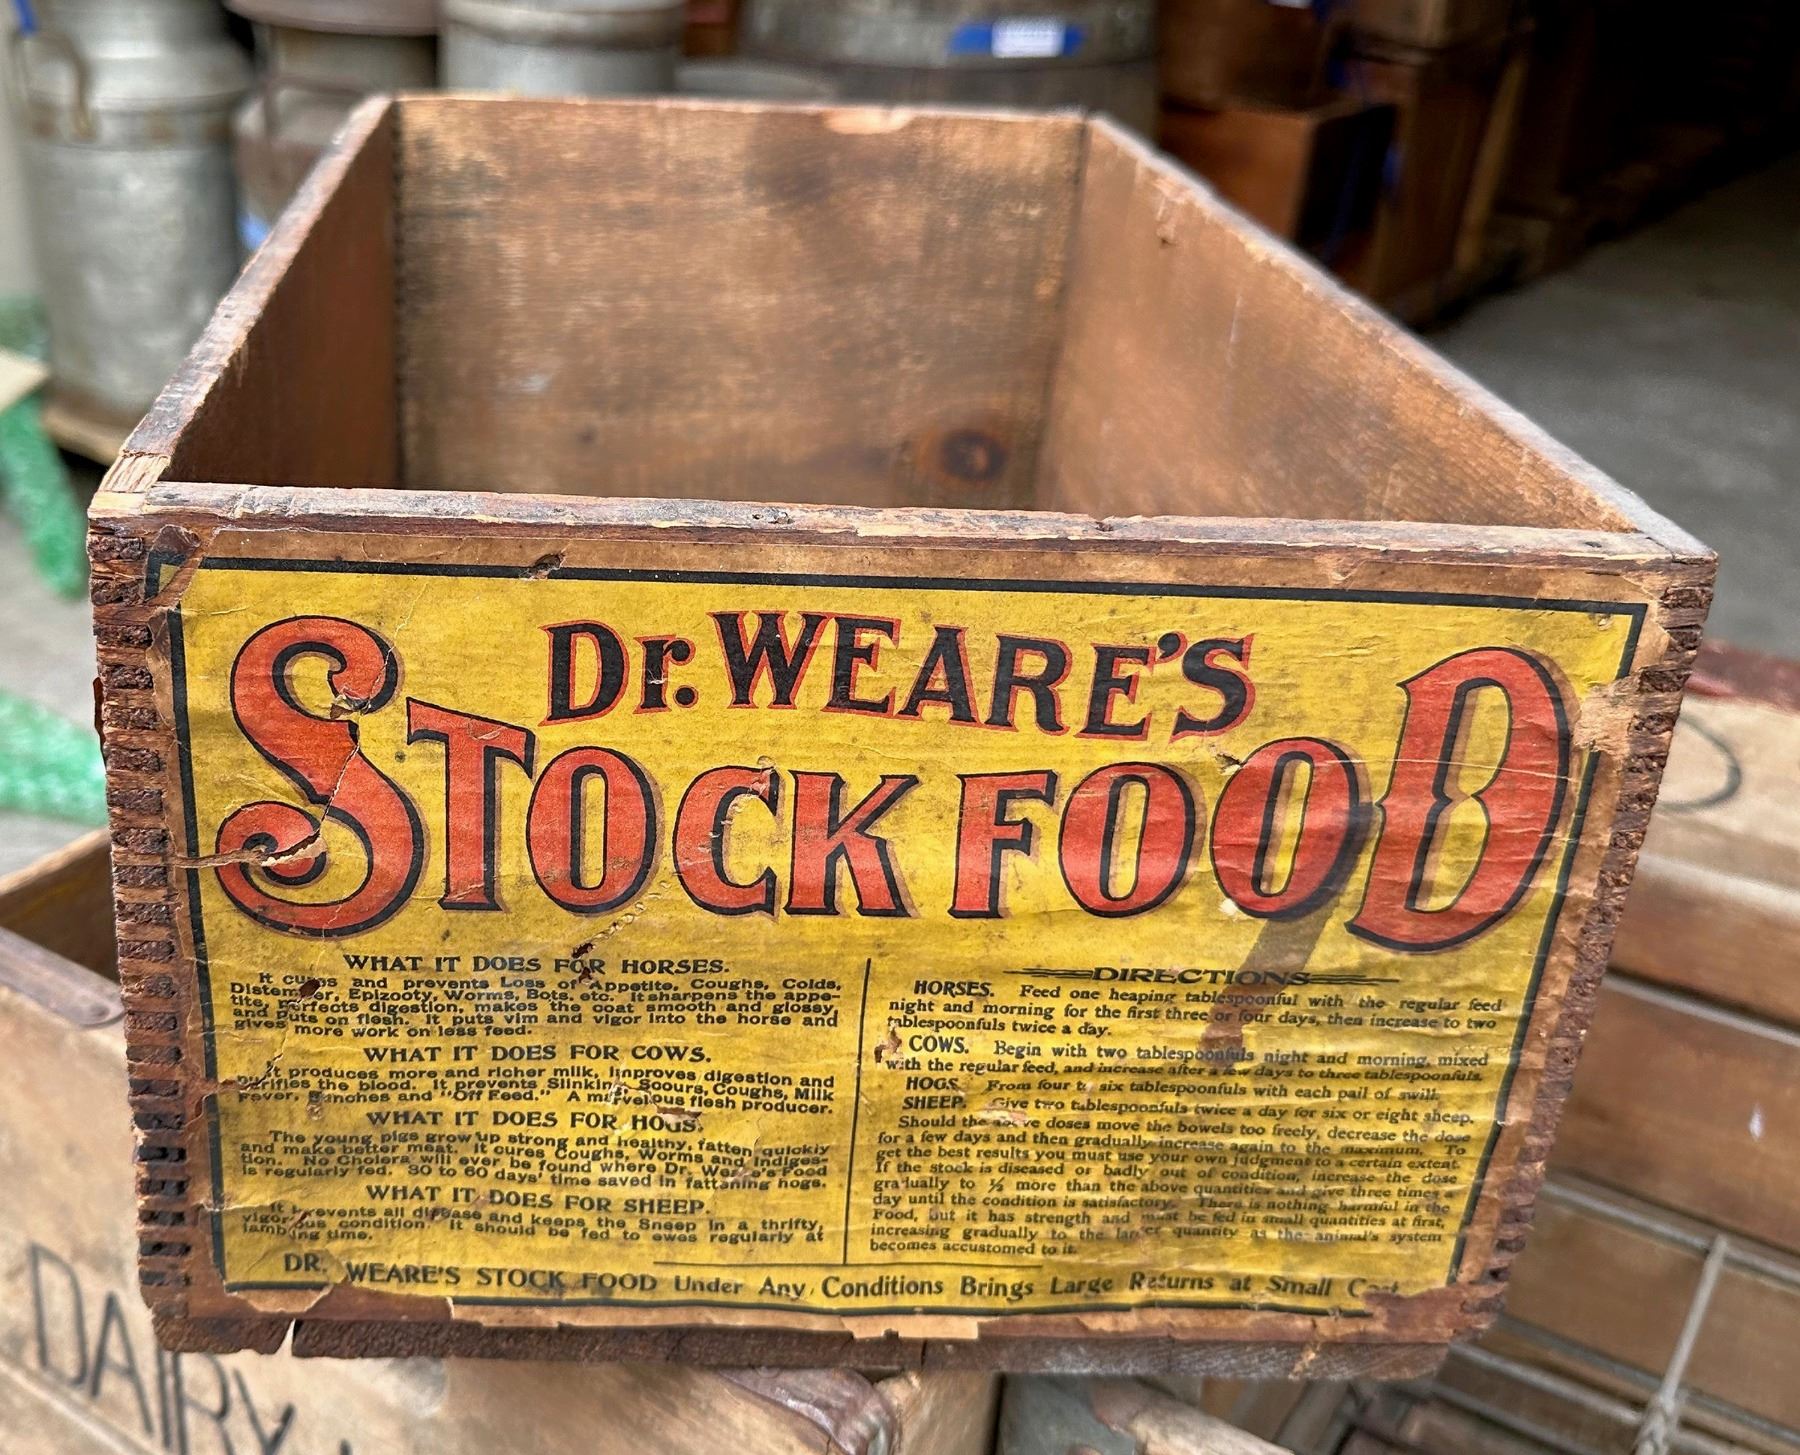 Dr. WEARE'S
STOCK FOOD
WHAT IT DOES FOR HORSES.
It cures and prevents Loss of Appetite, Coughs, Colds,
Distemper, Epizooty, Worms, Bots, etc. It sharpens the appe-
tite, perfects digestion, makes the coat smooth and glossy,
and puts on flesh. It puts vim and vigor into the horse and
gives more work on less feed.
WHAT IT DOES FOR COWS.
It produces more and richer milk, improves digestion and
purifies the blood. It prevents Slinking, Scours, Coughs, Milk
Fever, Bunches and "Off Feed." A marvelous flesh producer.
WHAT IT DOES FOR HOGS.
The young pigs grow up strong and healthy, fatten quickly
and make better meat. It cures Coughs, Worms and Indiges-
tion. No Cholera will ever be found where Dr. Weare's Food
is regularly fed. 30 to 60 days' time saved in fattening hogs.
WHAT IT DOES FOR SHEEP.
It prevents all disease and keeps the Sheep in a thrifty,
vigorous condition. It should be fed to ewes regularly at
lambing time.
DIRECTIONS
HORSES. Feed one heaping tablespoonful with the regular feed
night and morning for the first three or four days, then increase to two
tablespoonfuls twice a day.
COWS. Begin with two tablespoonfuls night and morning, mixed
with the regular feed, and increase after a few days to three tablespoonfuls.
HOGS. From four to six tablespoonfuls with each pail of swill.
SHEEP. Give two tablespoonfuls twice a day for six or eight sheep.
Should the above doses move the bowels too freely, decrease the dose
for a few days and then gradually increase again to the maximum. To
get the best results you must use your own judgment to a certain extent.
If the stock is diseased or badly out of condition, increase the dose
gradually to ½ more than the above quantities and give three times a
day until the condition is satisfactory. There is nothing harmful in the
Food, but it has strength and must be fed in small quantities at first,
increasing gradually to the larger quantity as the animal's system
becomes accustomed to it.
DR. WEARE'S STOCK FOOD Under Any Conditions Brings Large Returns at Small Cost
DAIRY